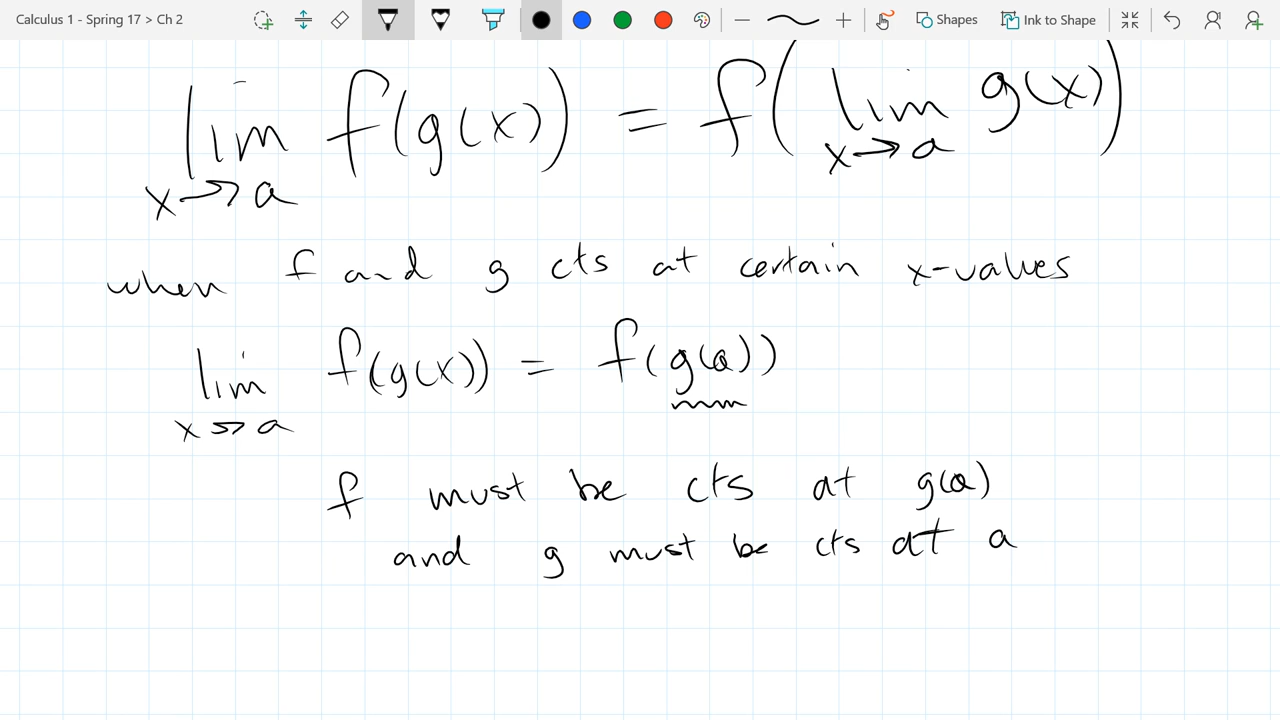 Calculus 1 - Spring 17 > Ch 2
Shapes
Ink to Shape
lim f(g(x)) = f(lim g(x))
x→a x→a
when f and g cts at certain x-values
lim f(g(x)) = f(g(a))
x→a
f must be cts at g(a)
and g must be cts at a